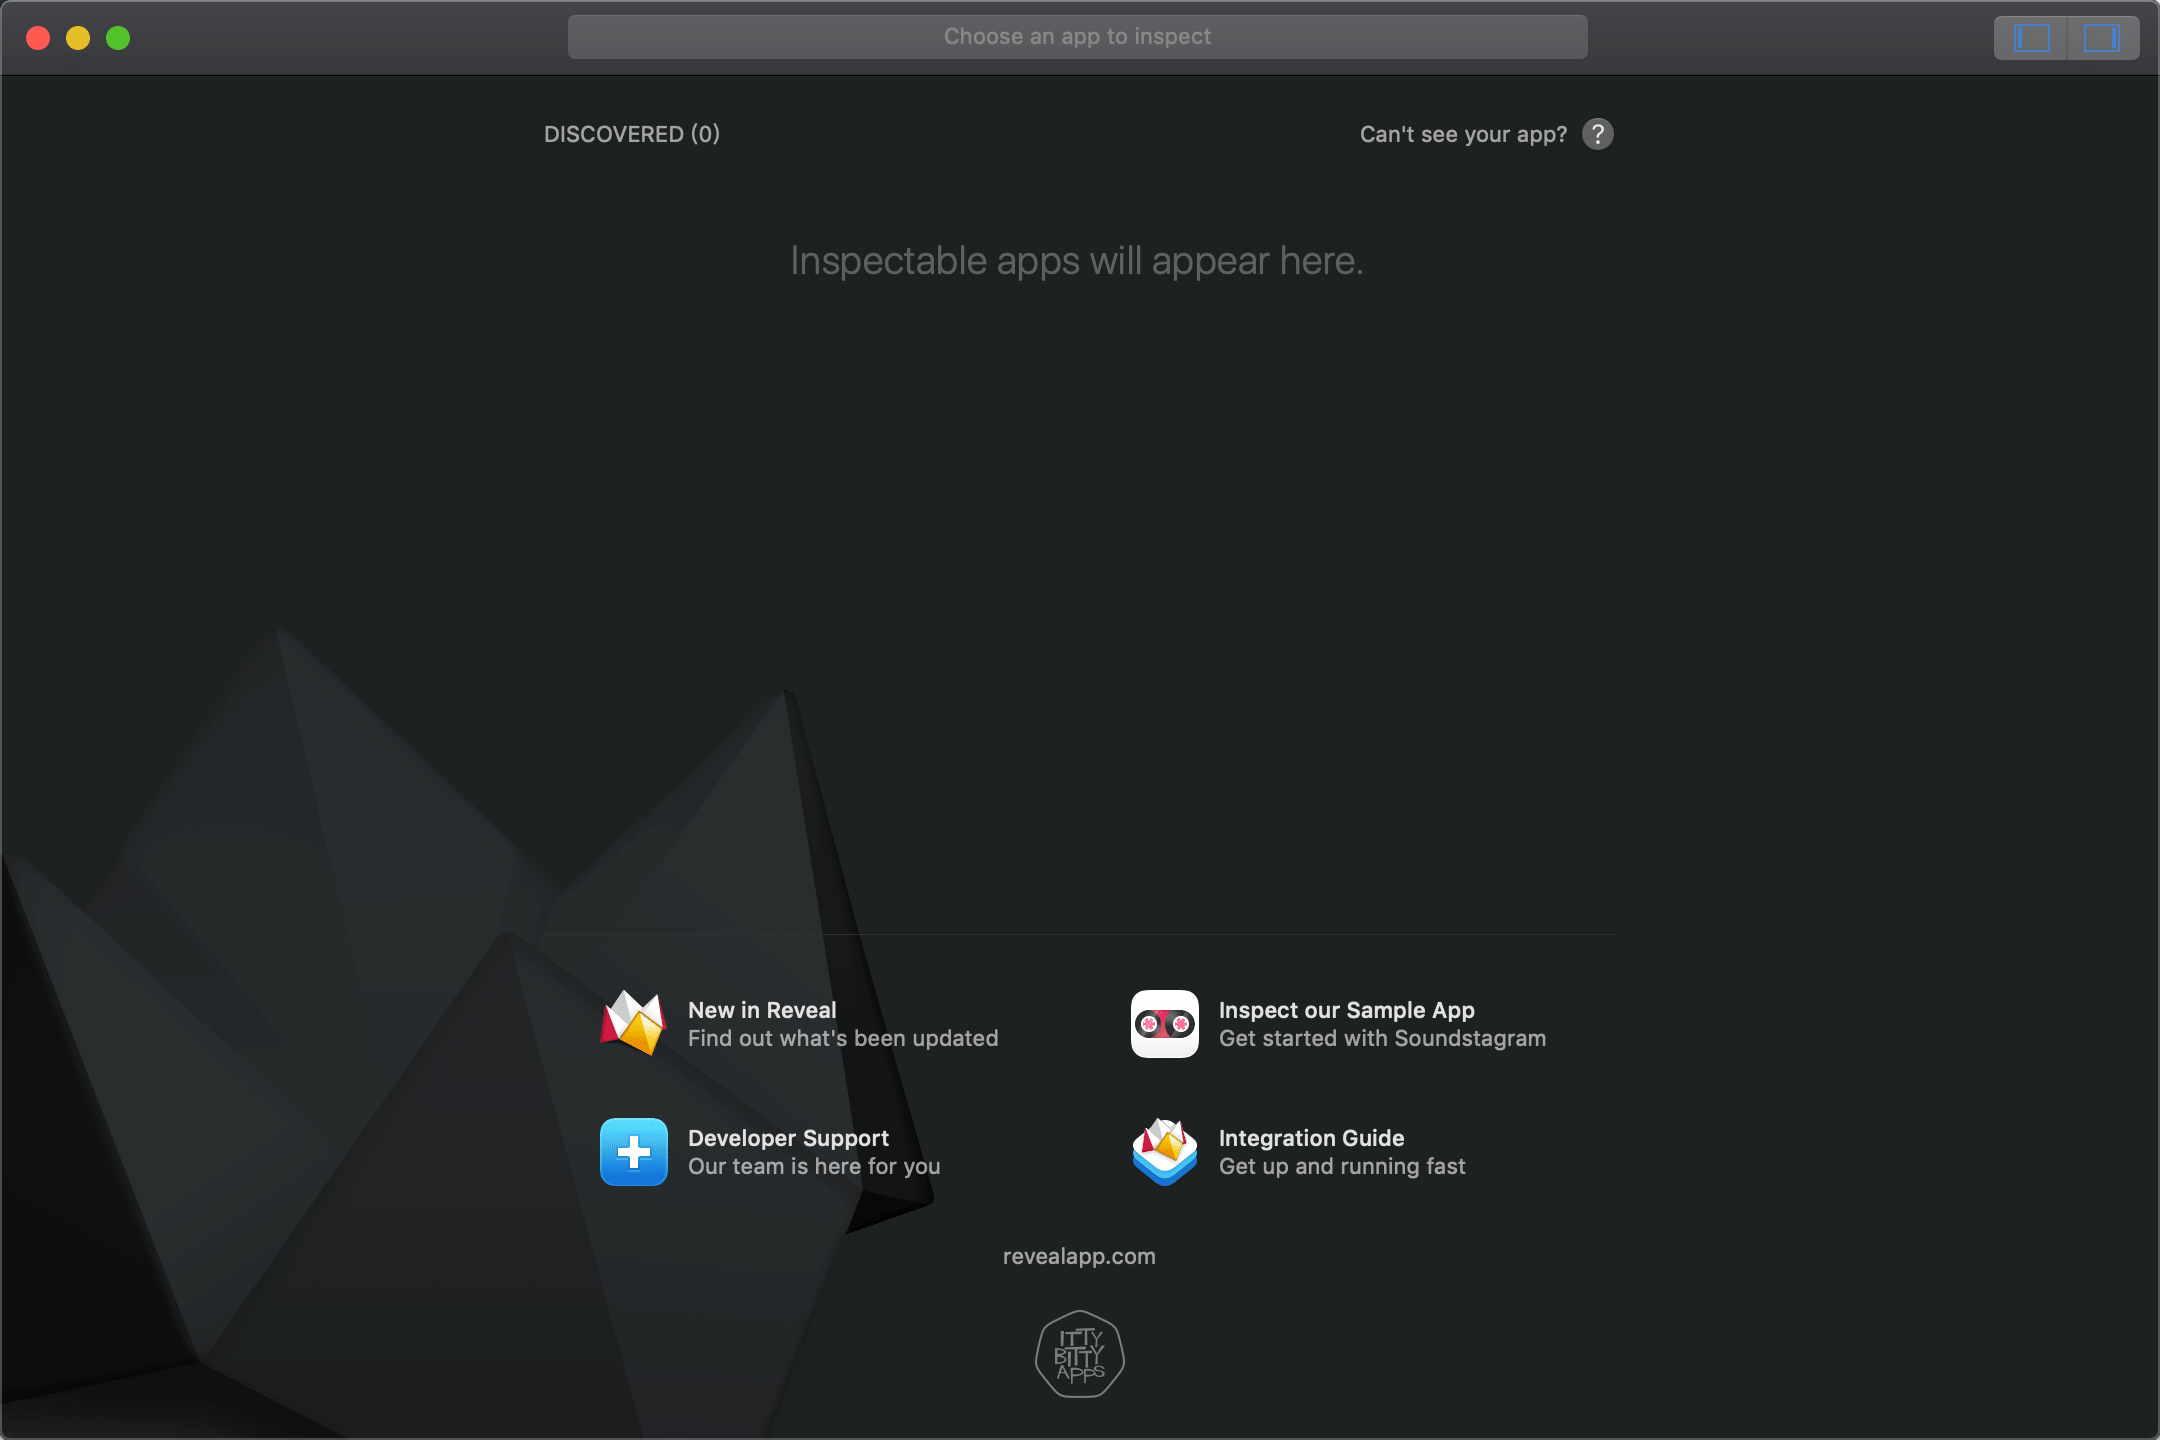 Choose an app to inspect
DISCOVERED (0)
Can't see your app? ?
Inspectable apps will appear here.
New in Reveal
Find out what's been updated
Inspect our Sample App
Get started with Soundstagram
Developer Support
Our team is here for you
Integration Guide
Get up and running fast
revealapp.com
ITTY
BITTY
APPS